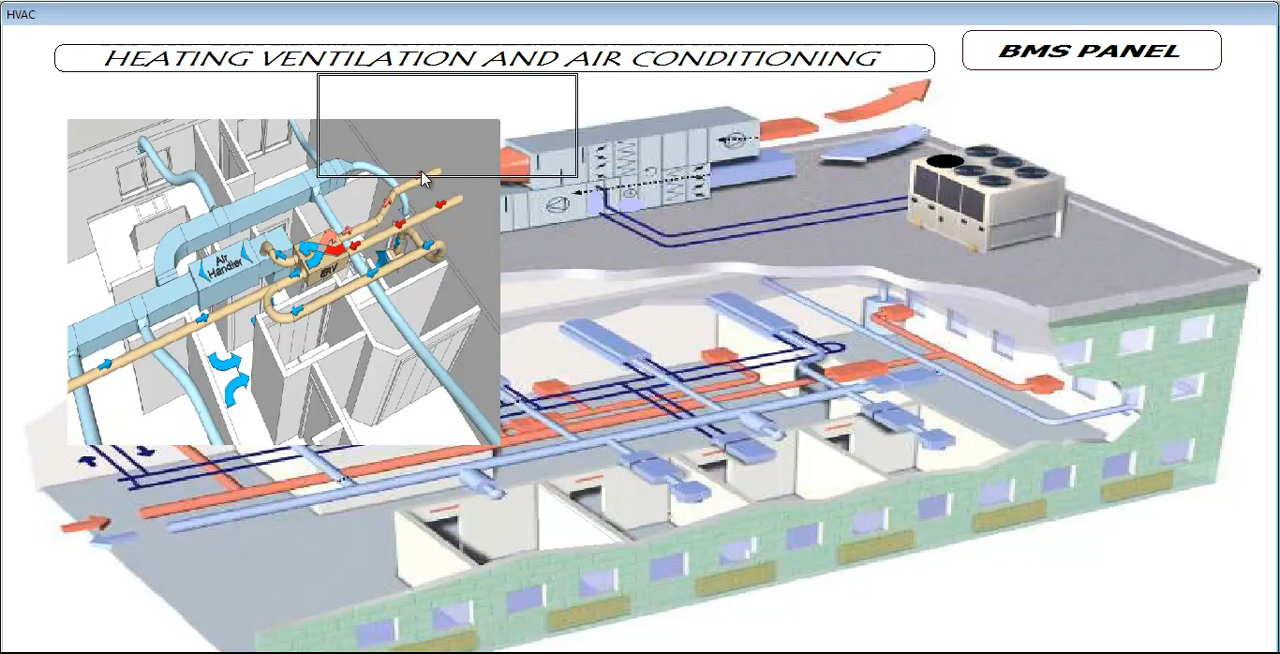 HVAC
HEATING VENTILATION AND AIR CONDITIONING
BMS PANEL
Air
Handler